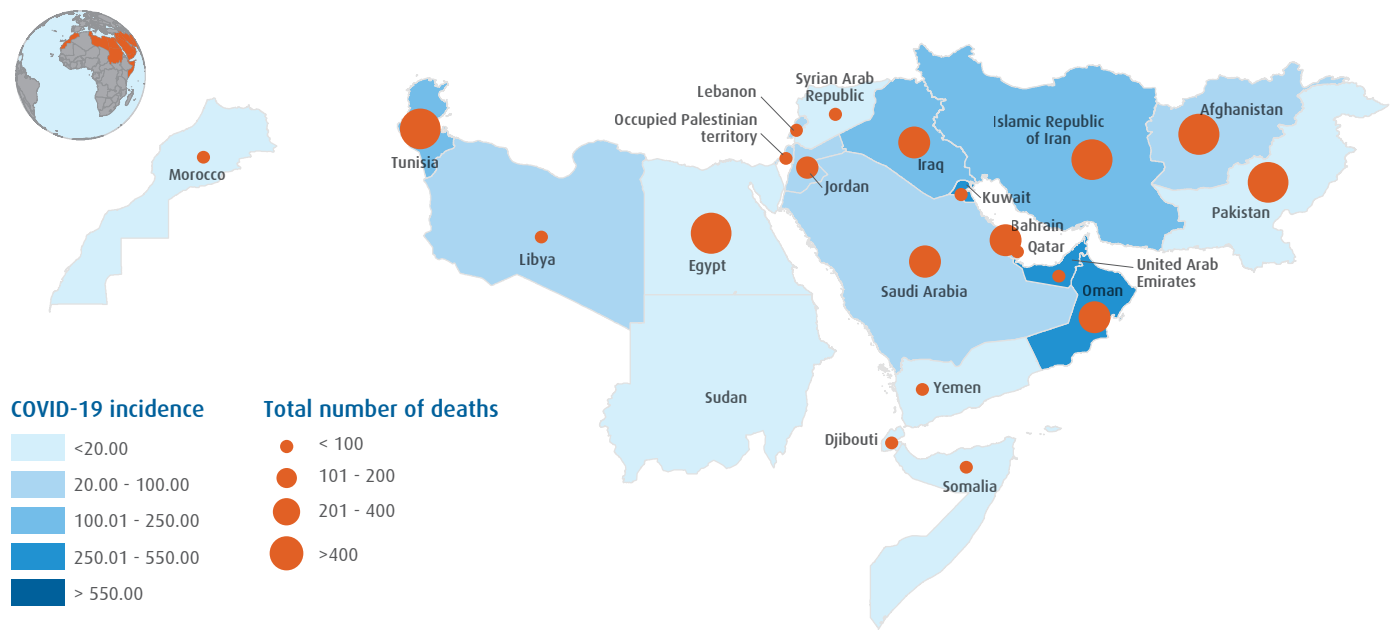 Syrian Arab
Republic
Lebanon
Occupied Palestinian
territory
Afghanistan
Islamic Republic
of Iran
Morocco
Tunisia
Iraq
Jordan
Kuwait
Pakistan
Bahrain
Qatar
Libya
Egypt
United Arab
Emirates
Saudi Arabia
Oman
Yemen
Sudan
Djibouti
Somalia
COVID-19 incidence
<20.00
20.00 - 100.00
100.01 - 250.00
250.01 - 550.00
> 550.00
Total number of deaths
< 100
101 - 200
201 - 400
>400